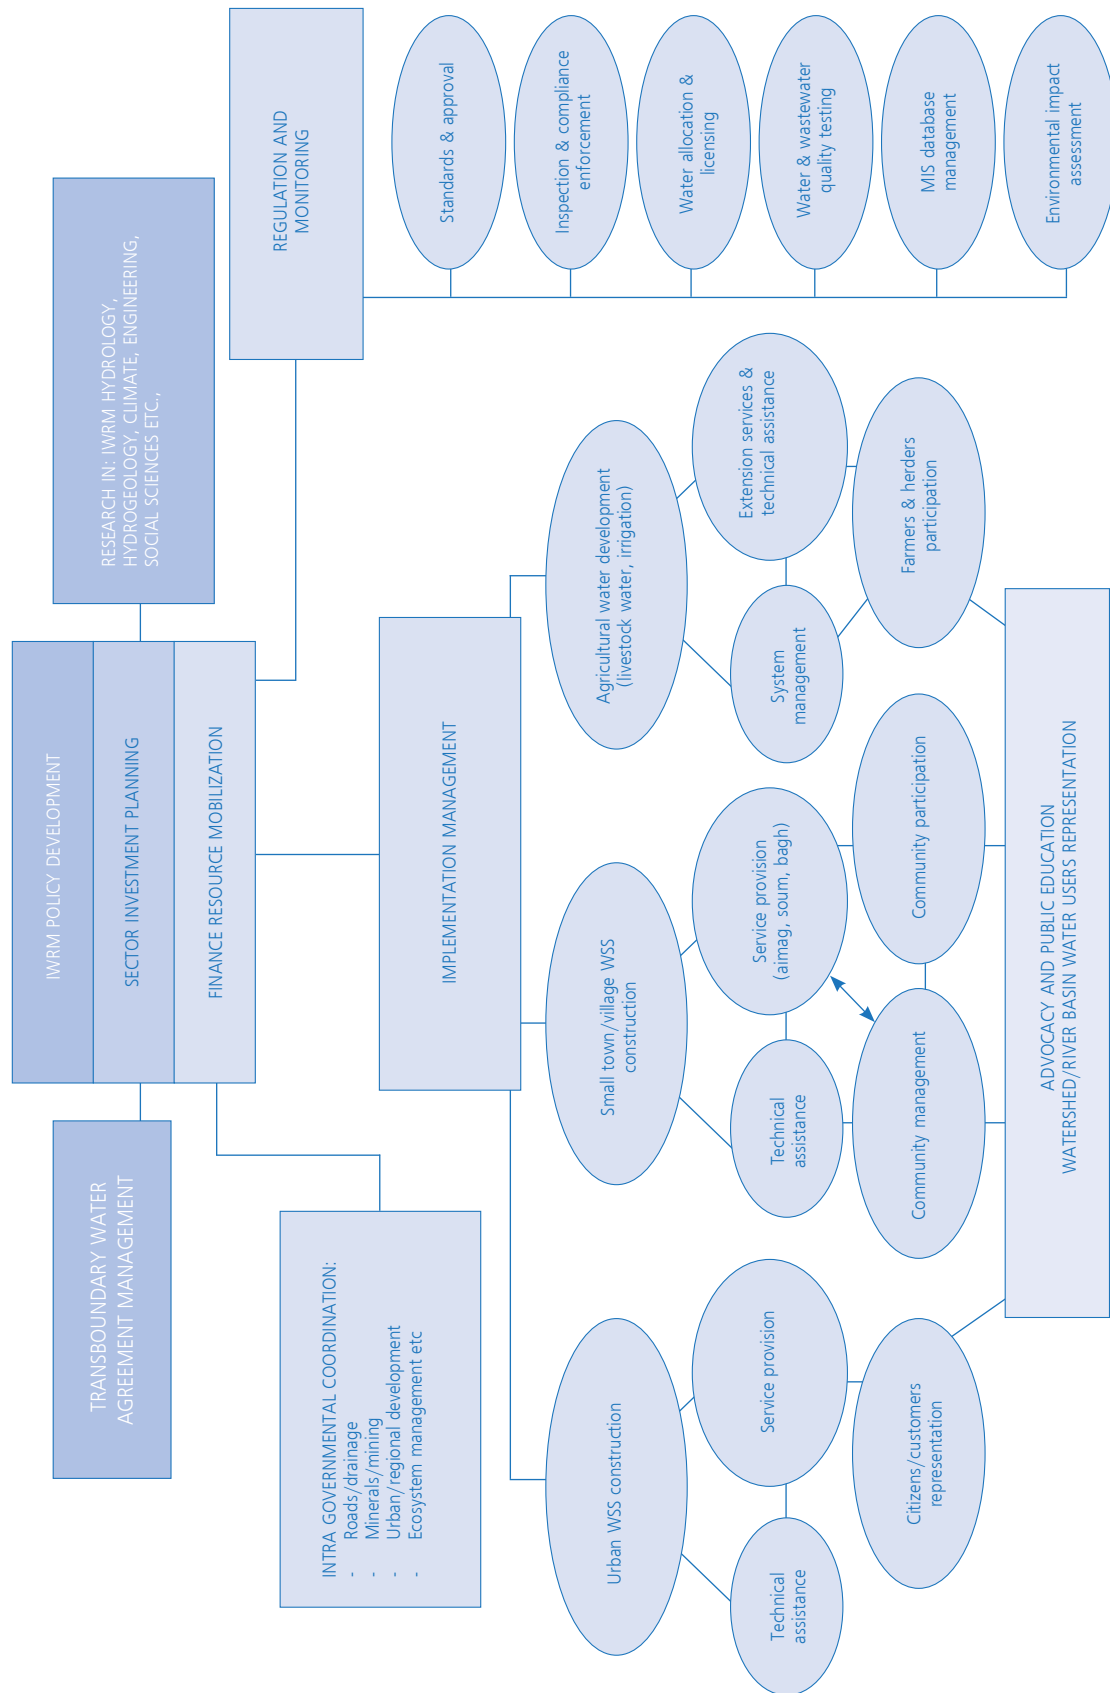 IWRM POLICY DEVELOPMENT
SECTOR INVESTMENT PLANNING
FINANCE RESOURCE MOBILIZATION
TRANSBOUNDARY WATER
AGREEMENT MANAGEMENT
RESEARCH IN: IWRM HYDROLOGY,
HYDROGEOLOGY, CLIMATE, ENGINEERING,
SOCIAL SCIENCES ETC.,
INTRA GOVERNMENTAL COORDINATION:
- Roads/drainage
- Minerals/mining
- Urban/regional development
- Ecosystem management etc
REGULATION AND
MONITORING
IMPLEMENTATION MANAGEMENT
Standards & approval
Inspection & compliance
enforcement
Water allocation &
licensing
Water & wastewater
quality testing
MIS database
management
Environmental impact
assessment
Urban WSS construction
Technical
assistance
Service provision
Citizens/customers
representation
Small town/village WSS
construction
Technical
assistance
Service provision
(aimag, soum, bagh)
Community management
Community participation
Agricultural water development
(livestock water, irrigation)
System
management
Extension services &
technical assistance
Farmers & herders
participation
ADVOCACY AND PUBLIC EDUCATION
WATERSHED/RIVER BASIN WATER USERS REPRESENTATION